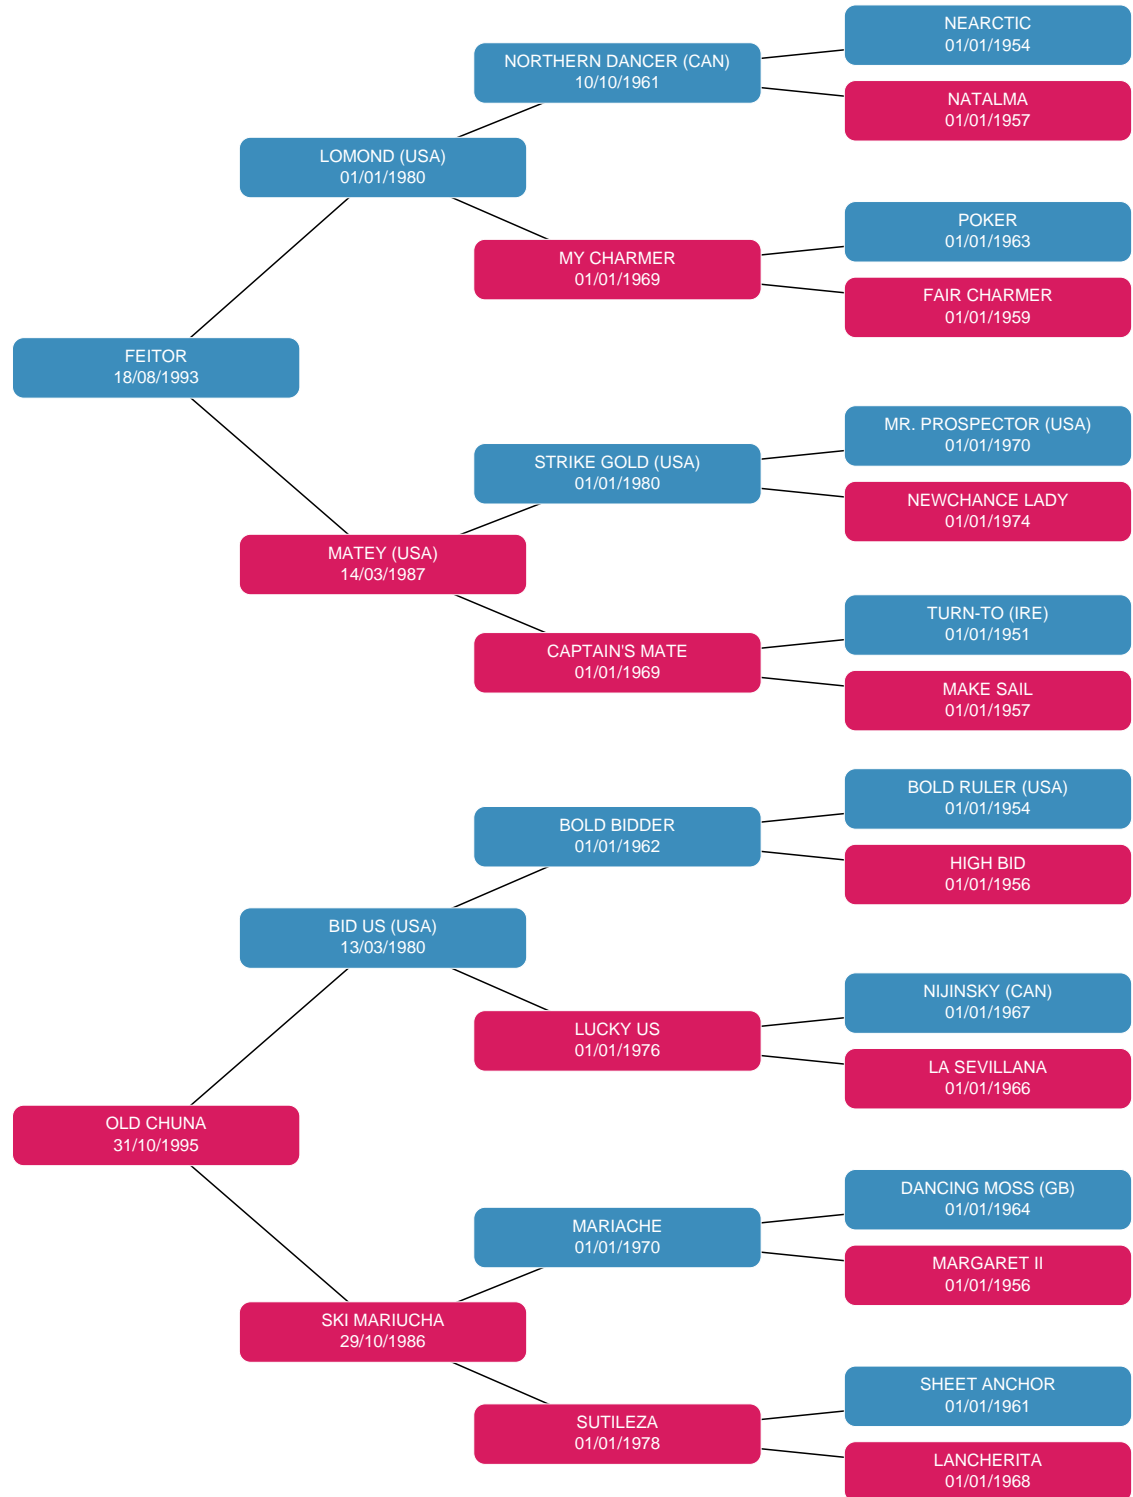 NEARCTIC
01/01/1954
NORTHERN DANCER (CAN)
10/10/1961
NATALMA
01/01/1957
LOMOND (USA)
01/01/1980
POKER
01/01/1963
MY CHARMER
01/01/1969
FAIR CHARMER
01/01/1959
FEITOR
18/08/1993
MR. PROSPECTOR (USA)
01/01/1970
STRIKE GOLD (USA)
01/01/1980
NEWCHANCE LADY
01/01/1974
MATEY (USA)
14/03/1987
TURN-TO (IRE)
01/01/1951
CAPTAIN'S MATE
01/01/1969
MAKE SAIL
01/01/1957
BOLD RULER (USA)
01/01/1954
BOLD BIDDER
01/01/1962
HIGH BID
01/01/1956
BID US (USA)
13/03/1980
NIJINSKY (CAN)
01/01/1967
LUCKY US
01/01/1976
LA SEVILLANA
01/01/1966
OLD CHUNA
31/10/1995
DANCING MOSS (GB)
01/01/1964
MARIACHE
01/01/1970
MARGARET II
01/01/1956
SKI MARIUCHA
29/10/1986
SHEET ANCHOR
01/01/1961
SUTILEZA
01/01/1978
LANCHERITA
01/01/1968